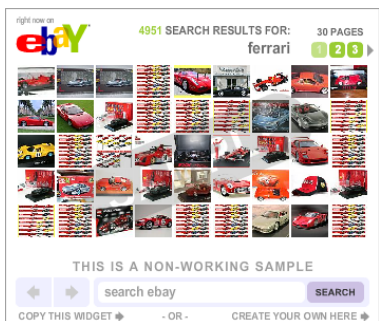 right now on
ebaY
4951 SEARCH RESULTS FOR:
ferrari
30 PAGES
1 2 3
THIS IS A NON-WORKING SAMPLE
search ebay
SEARCH
COPY THIS WIDGET
- OR -
CREATE YOUR OWN HERE